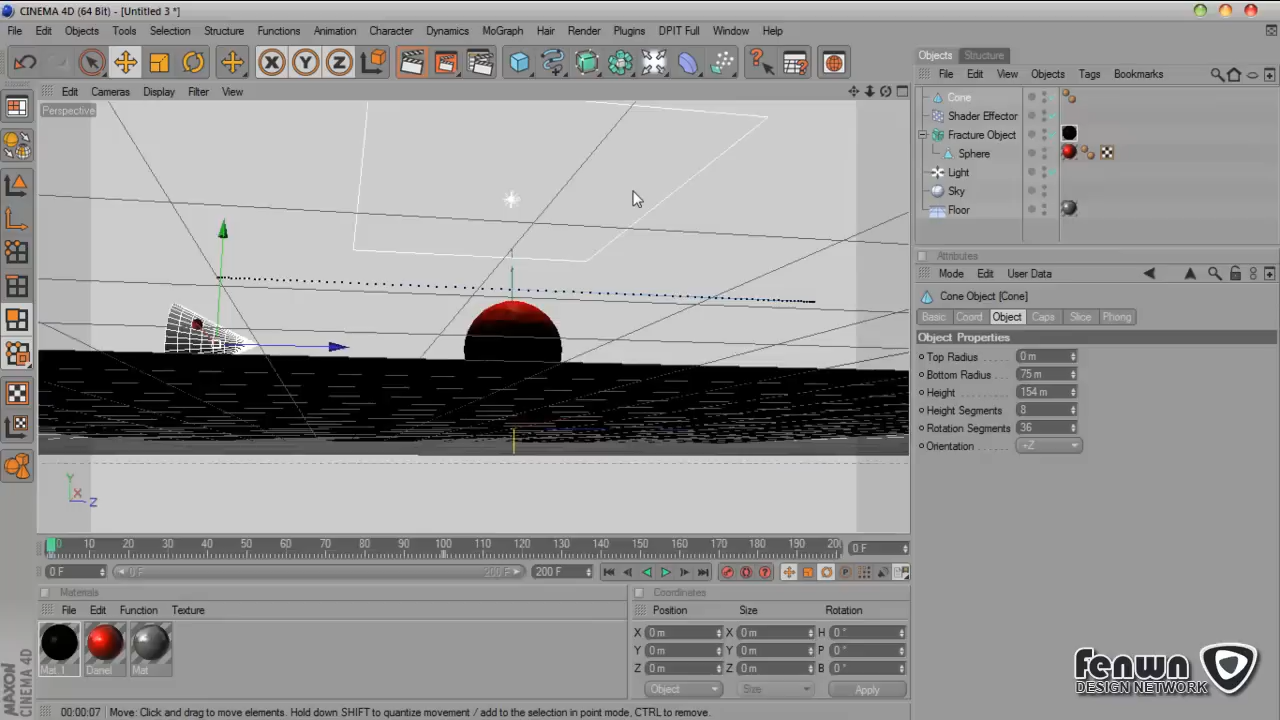 CINEMA 4D (64 Bit) - [Untitled 3 *]
File Edit Objects Tools Selection Structure Functions Animation Character Dynamics MoGraph Hair Render Plugins DPIT Full Window Help
Edit Cameras Display Filter View
Perspective
X Y Z
Objects Structure
File Edit View Objects Tags Bookmarks
Cone
Shader Effector
Fracture Object
Sphere
Light
Sky
Floor
Attributes
Mode Edit User Data
Cone Object [Cone]
Basic Coord Object Caps Slice Phong
Object Properties
Top Radius 0 m
Bottom Radius 75 m
Height 154 m
Height Segments 8
Rotation Segments 36
Orientation +Z
Y
X
Z
0 10 20 30 40 50 60 70 80 90 100 110 120 130 140 150 160 170 180 190 20 0 F
0 F 0 F 200 F 200 F
Materials
File Edit Function Texture
Mat.1 Danel Mat
Coordinates
Position Size Rotation
X 0 m X 0 m H 0 °
Y 0 m Y 0 m P 0 °
Z 0 m Z 0 m B 0 °
Object Size Apply
MAXON
CINEMA 4D
fenwn
DESIGN NETWORK
00:00:07 Move: Click and drag to move elements. Hold down SHIFT to quantize movement / add to the selection in point mode, CTRL to remove.